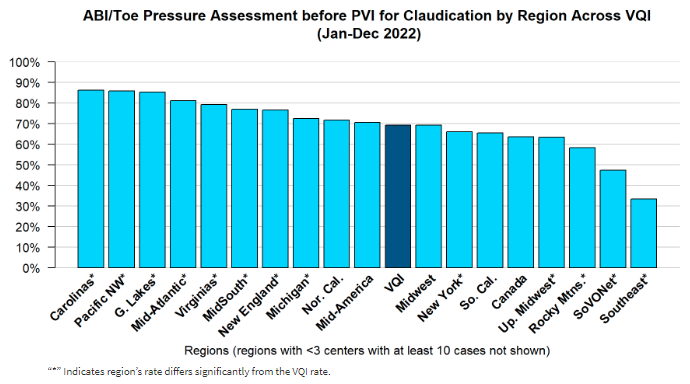 ABI/Toe Pressure Assessment before PVI for Claudication by Region Across VQI
(Jan-Dec 2022)
100%
90%
80%
70%
60%
50%
40%
30%
20%
10%
0%
Carolinas*
Pacific NW*
G. Lakes*
Mid-Atlantic*
Virginias*
MidSouth*
New England*
Michigan*
Nor. Cal.
Mid-America
VQI
Midwest
New York*
So. Cal.
Canada
Up. Midwest*
Rocky Mtns.*
SoVONet*
Southeast*
Regions (regions with <3 centers with at least 10 cases not shown)
“*” Indicates region’s rate differs significantly from the VQI rate.